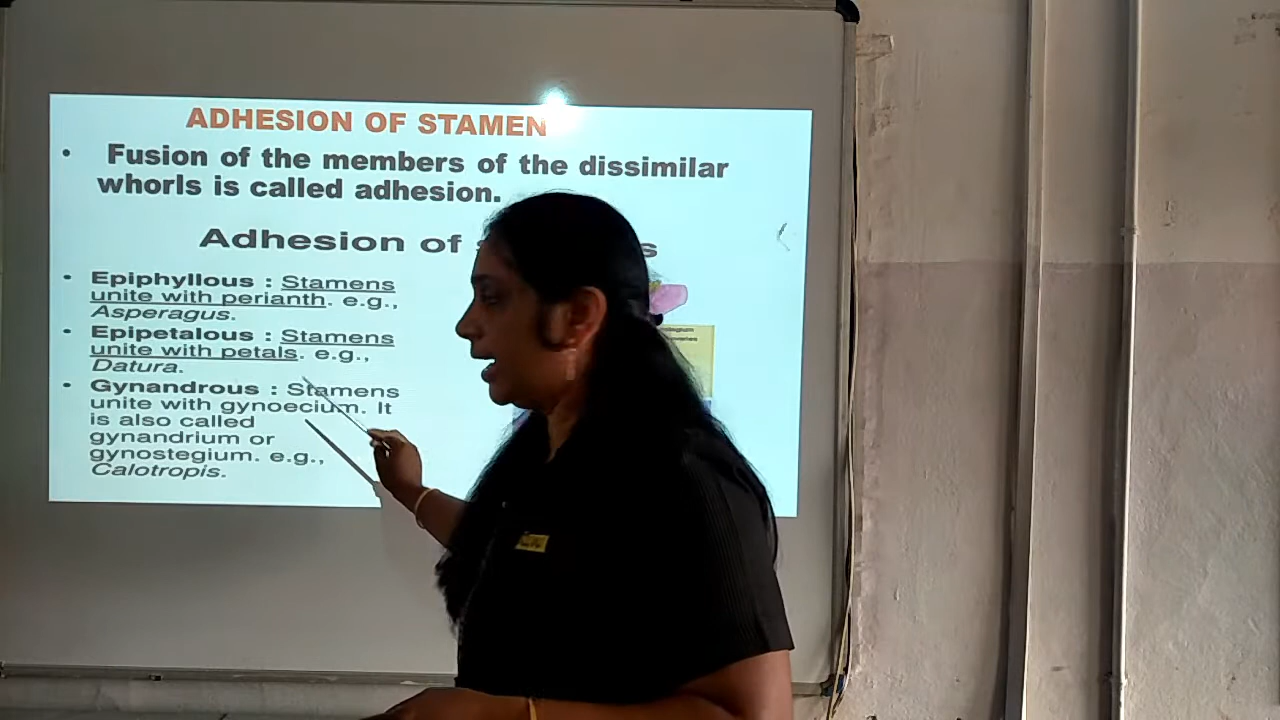 ADHESION OF STAMEN
• Fusion of the members of the dissimilar
whorls is called adhesion.
Adhesion of
• Epiphyllous : Stamens
unite with perianth. e.g.,
Asperagus.
• Epipetalous : Stamens
unite with petals. e.g.,
Datura.
• Gynandrous : Stamens
unite with gynoecium. It
is also called
gynandrium or
gynostegium. e.g.,
Calotropis.